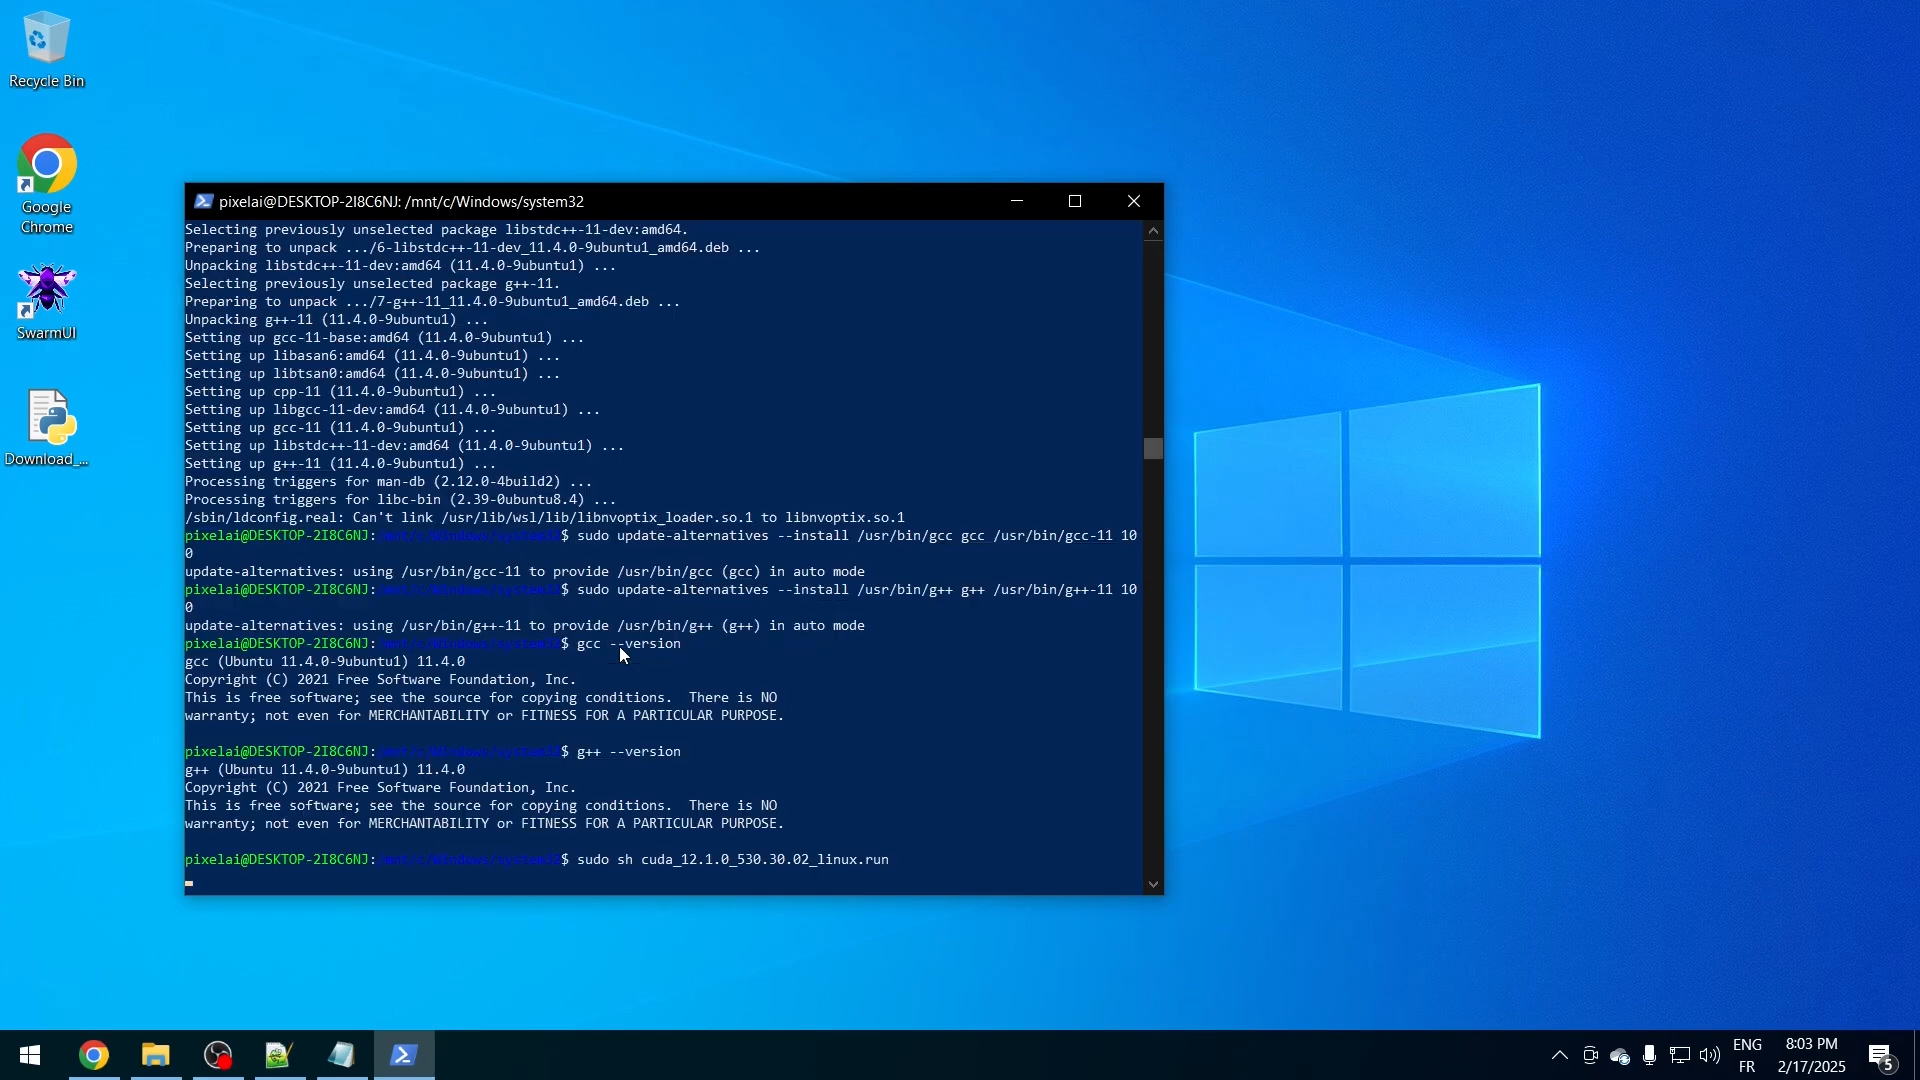 Recycle Bin
Google
Chrome
SwarmUI
Download_...
pixelai@DESKTOP-2I8C6NJ: /mnt/c/Windows/system32
Selecting previously unselected package libstdc++-11-dev:amd64.
Preparing to unpack .../6-libstdc++-11-dev_11.4.0-9ubuntu1_amd64.deb ...
Unpacking libstdc++-11-dev:amd64 (11.4.0-9ubuntu1) ...
Selecting previously unselected package g++-11.
Preparing to unpack .../7-g++-11_11.4.0-9ubuntu1_amd64.deb ...
Unpacking g++-11 (11.4.0-9ubuntu1) ...
Setting up gcc-11-base:amd64 (11.4.0-9ubuntu1) ...
Setting up libasan6:amd64 (11.4.0-9ubuntu1) ...
Setting up libtsan0:amd64 (11.4.0-9ubuntu1) ...
Setting up cpp-11 (11.4.0-9ubuntu1) ...
Setting up libgcc-11-dev:amd64 (11.4.0-9ubuntu1) ...
Setting up gcc-11 (11.4.0-9ubuntu1) ...
Setting up libstdc++-11-dev:amd64 (11.4.0-9ubuntu1) ...
Setting up g++-11 (11.4.0-9ubuntu1) ...
Processing triggers for man-db (2.12.0-4build2) ...
Processing triggers for libc-bin (2.39-0ubuntu8.4) ...
/sbin/ldconfig.real: Can't link /usr/lib/wsl/lib/libnvoptix_loader.so.1 to libnvoptix.so.1
pixelai@DESKTOP-2I8C6NJ:/mnt/c/Windows/system32$ sudo update-alternatives --install /usr/bin/gcc gcc /usr/bin/gcc-11 10
0
update-alternatives: using /usr/bin/gcc-11 to provide /usr/bin/gcc (gcc) in auto mode
pixelai@DESKTOP-2I8C6NJ:/mnt/c/Windows/system32$ sudo update-alternatives --install /usr/bin/g++ g++ /usr/bin/g++-11 10
0
update-alternatives: using /usr/bin/g++-11 to provide /usr/bin/g++ (g++) in auto mode
pixelai@DESKTOP-2I8C6NJ:/mnt/c/Windows/system32$ gcc --version
gcc (Ubuntu 11.4.0-9ubuntu1) 11.4.0
Copyright (C) 2021 Free Software Foundation, Inc.
This is free software; see the source for copying conditions.  There is NO
warranty; not even for MERCHANTABILITY or FITNESS FOR A PARTICULAR PURPOSE.
pixelai@DESKTOP-2I8C6NJ:/mnt/c/Windows/system32$ g++ --version
g++ (Ubuntu 11.4.0-9ubuntu1) 11.4.0
Copyright (C) 2021 Free Software Foundation, Inc.
This is free software; see the source for copying conditions.  There is NO
warranty; not even for MERCHANTABILITY or FITNESS FOR A PARTICULAR PURPOSE.
pixelai@DESKTOP-2I8C6NJ:/mnt/c/Windows/system32$ sudo sh cuda_12.1.0_530.30.02_linux.run
ENG
FR
8:03 PM
2/17/2025
5